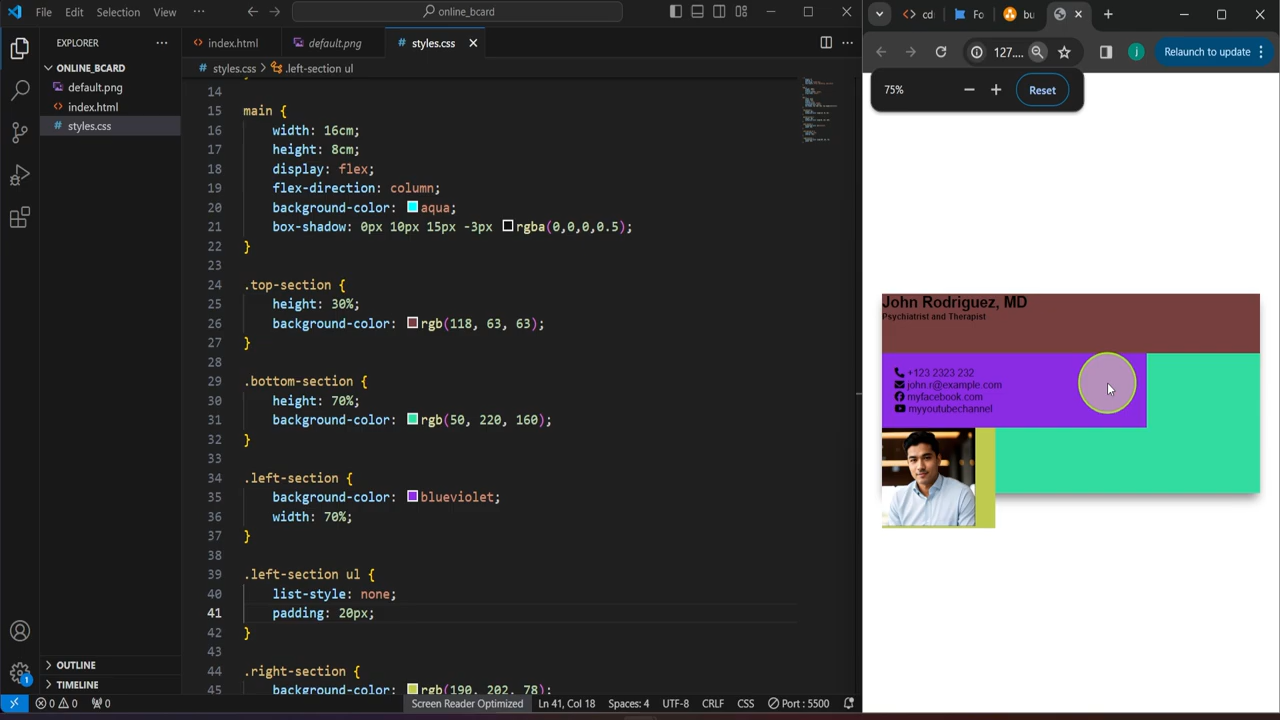 File Edit Selection View ··· online_bcard
EXPLORER ···
ONLINE_BCARD
default.png
index.html
styles.css
OUTLINE
TIMELINE
index.html default.png styles.css
styles.css > .left-section ul
14
15 main {
16 width: 16cm;
17 height: 8cm;
18 display: flex;
19 flex-direction: column;
20 background-color: aqua;
21 box-shadow: 0px 10px 15px -3px rgba(0,0,0,0.5);
22 }
23
24 .top-section {
25 height: 30%;
26 background-color: rgb(118, 63, 63);
27 }
28
29 .bottom-section {
30 height: 70%;
31 background-color: rgb(50, 220, 160);
32 }
33
34 .left-section {
35 background-color: blueviolet;
36 width: 70%;
37 }
38
39 .left-section ul {
40 list-style: none;
41 padding: 20px;
42 }
43
44 .right-section {
45 background-color: rgb(190, 202, 78);
0 0 0 Screen Reader Optimized Ln 41, Col 18 Spaces: 4 UTF-8 CRLF CSS Port : 5500
1
cd Fo bu
127.... i Relaunch to update
75% Reset
John Rodriguez, MD
Psychiatrist and Therapist
+123 2323 232
john.r@example.com
myfacebook.com
myyoutubechannel